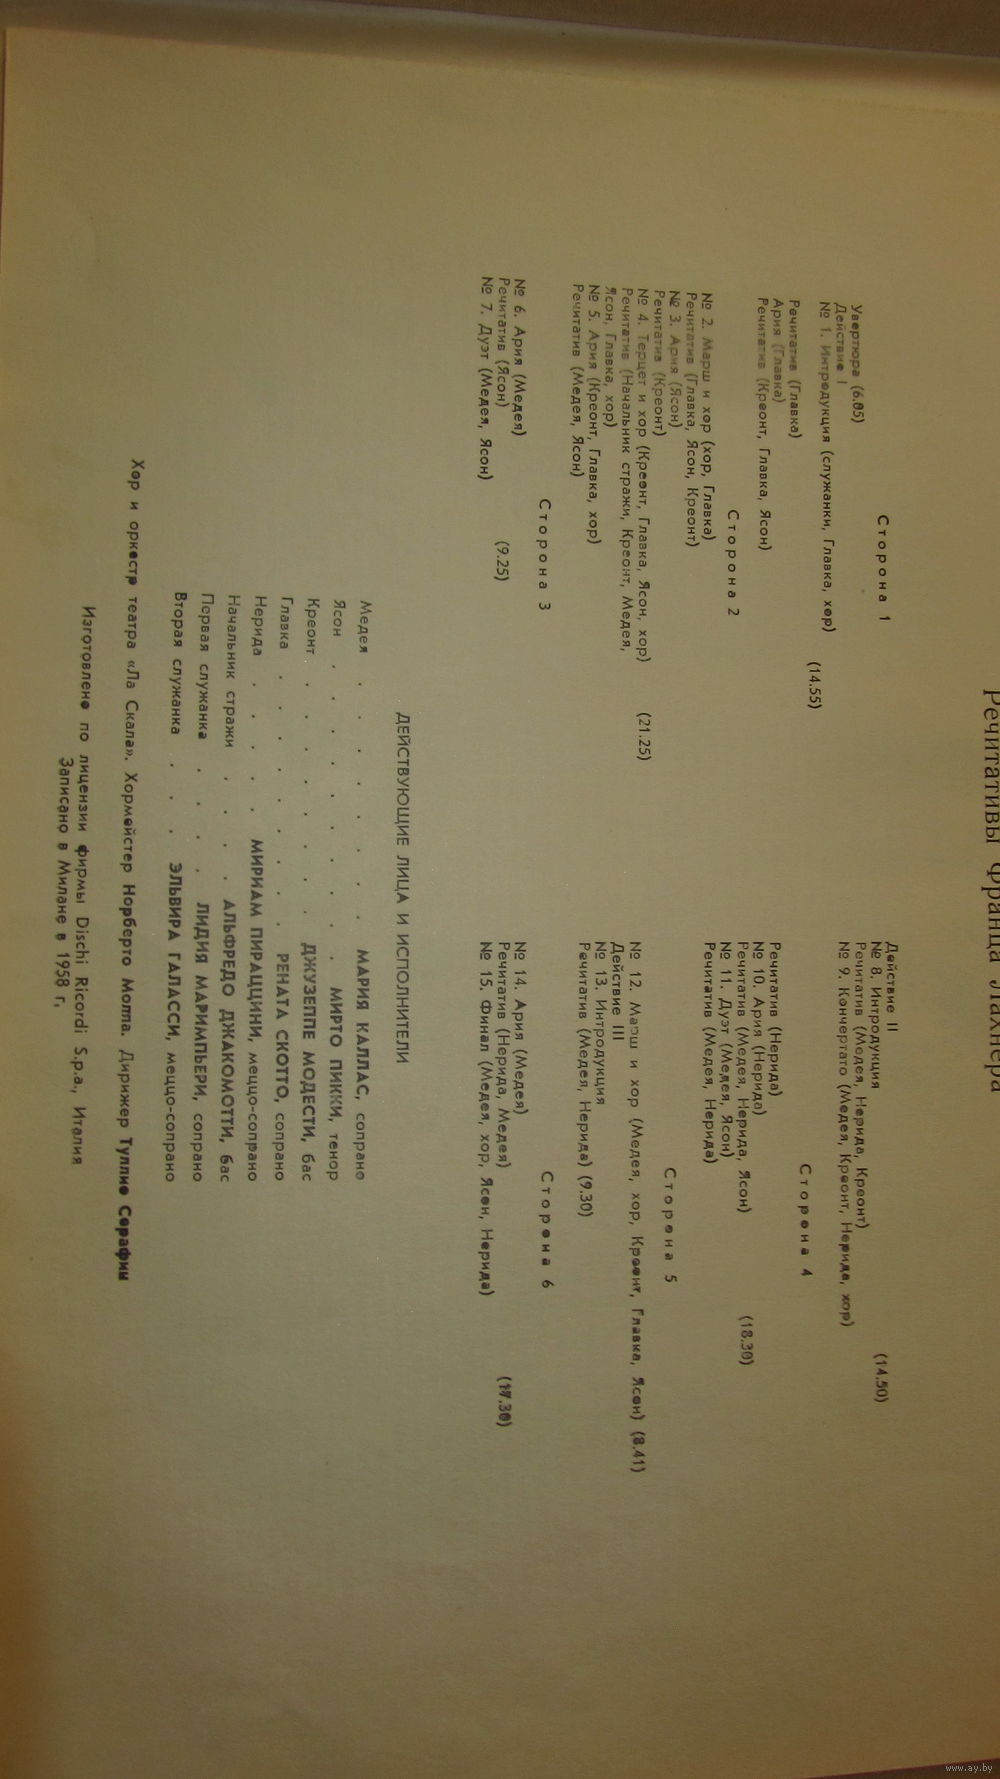 Речитативы Франца Лахнера
Сторона 1
Увертюра (6.05)
Действие I
№ 1. Интродукция (служанки, Главка, хор)
(14.55)
Речитатив (Главка)
Ария (Главка)
Речитатив (Креонт, Главка, Ясон)
Сторона 2
№ 2. Марш и хор (хор, Главка)
Речитатив (Главка, Ясон, Креонт)
№ 3. Ария (Ясон)
Речитатив (Креонт)
№ 4. Терцет и хор (Креонт, Главка, Ясон, хор)
(21.25)
Речитатив (Начальник стражи, Креонт, Медея,
Ясон, Главка, хор)
№ 5. Ария (Креонт, Главка, хор)
Речитатив (Медея, Ясон)
Сторона 3
№ 6. Ария (Медея)
Речитатив (Ясон)
(9.25)
№ 7. Дуэт (Медея, Ясон)
Действие II
№ 8. Интродукция
(14.50)
Речитатив (Медея, Нерида, Креонт)
№ 9. Кончертато (Медея, Креонт, Нерида, хор)
Сторона 4
Речитатив (Нерида)
№ 10. Ария (Нерида)
Речитатив (Медея, Нерида, Ясон)
(18.30)
№ 11. Дуэт (Медея, Ясон)
Речитатив (Медея, Нерида)
Сторона 5
№ 12. Марш и хор (Медея, хор, Креонт, Главка, Ясон) (8.41)
Действие III
№ 13. Интродукция
Речитатив (Медея, Нерида) (9.30)
Сторона 6
№ 14. Ария (Медея)
Речитатив (Нерида, Медея)
(17.30)
№ 15. Финал (Медея, хор, Ясон, Нерида)
ДЕЙСТВУЮЩИЕ ЛИЦА И ИСПОЛНИТЕЛИ
Медея . . . . . . . . МАРИЯ КАЛЛАС, сопрано
Ясон . . . . . . . . МИРТО ПИККИ, тенор
Креонт . . . . . . . . ДЖУЗЕППЕ МОДЕСТИ, бас
Главка . . . . . . . . РЕНАТА СКОТТО, сопрано
Нерида . . . . МИРИАМ ПИРАЦЦИНИ, меццо-сопрано
Начальник стражи . . . . АЛЬФРЕДО ДЖАКОМОТТИ, бас
Первая служанка . . . . ЛИДИЯ МАРИМПЬЕРИ, сопрано
Вторая служанка . . . ЭЛЬВИРА ГАЛАССИ, меццо-сопрано
Хор и оркестр театра «Ла Скала». Хормейстер Норберто Молла. Дирижер Туллио Серафин
Изготовлено по лицензии фирмы Dischi Ricordi S.p.a., Италия
Записано в Милане в 1958 г.
www.ay.by